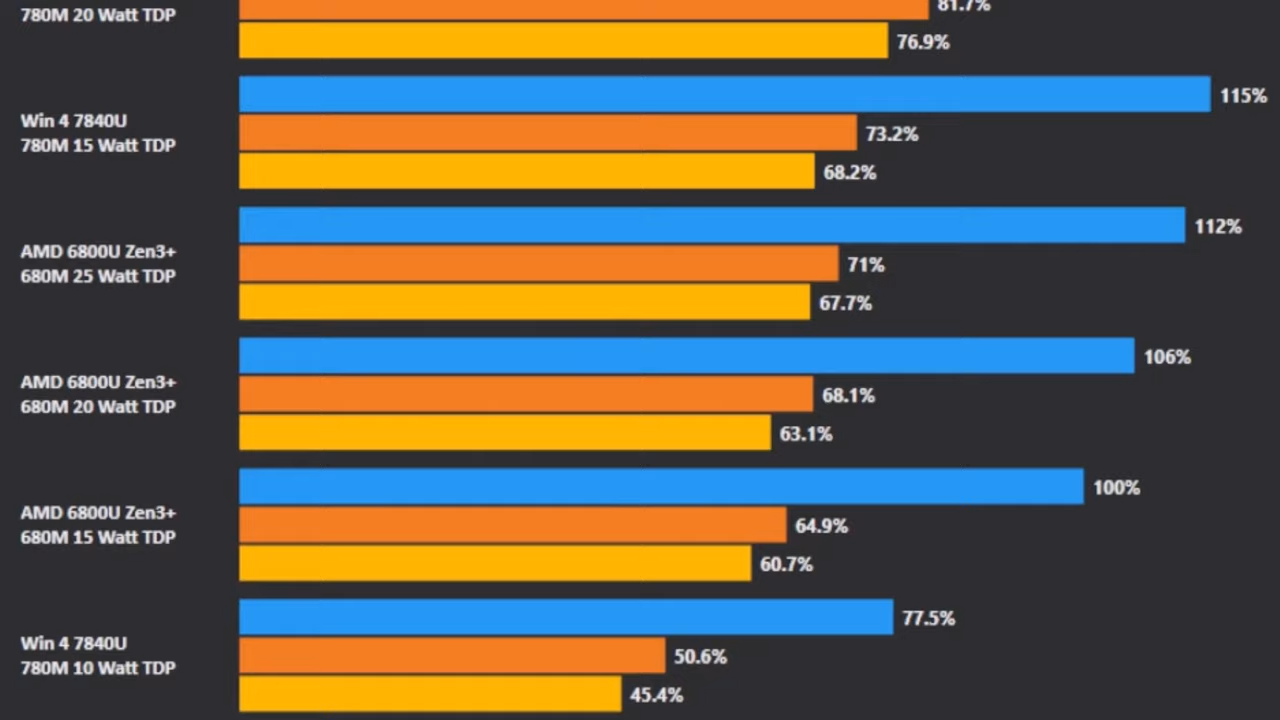 81.7%
780M 20 Watt TDP
76.9%
115%
Win 4 7840U
780M 15 Watt TDP
73.2%
68.2%
112%
AMD 6800U Zen3+
680M 25 Watt TDP
71%
67.7%
106%
AMD 6800U Zen3+
680M 20 Watt TDP
68.1%
63.1%
100%
AMD 6800U Zen3+
680M 15 Watt TDP
64.9%
60.7%
77.5%
Win 4 7840U
780M 10 Watt TDP
50.6%
45.4%